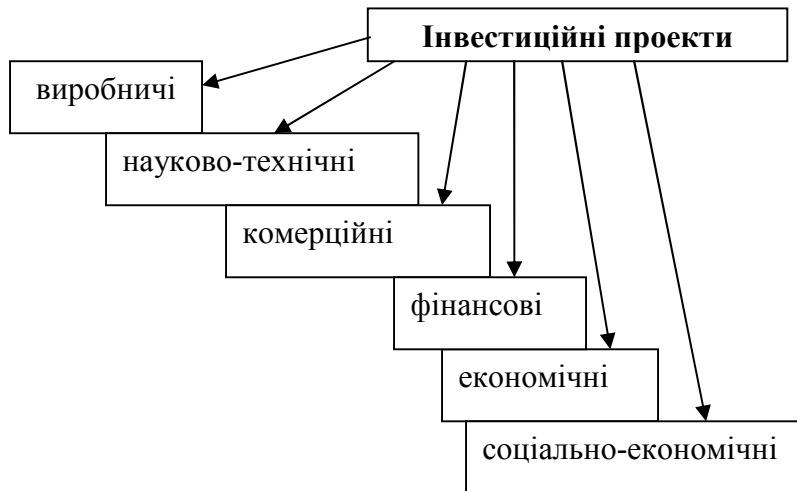 Інвестиційні проекти
виробничі
науково-технічні
комерційні
фінансові
економічні
соціально-економічні